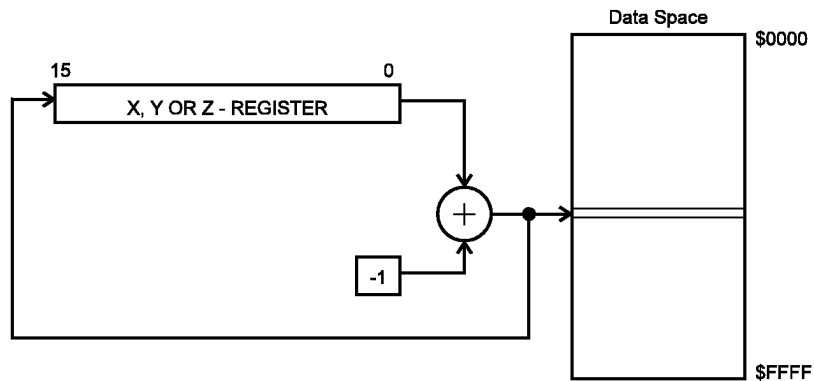 Data Space
$0000
15
0
X, Y OR Z - REGISTER
+
-1
$FFFF